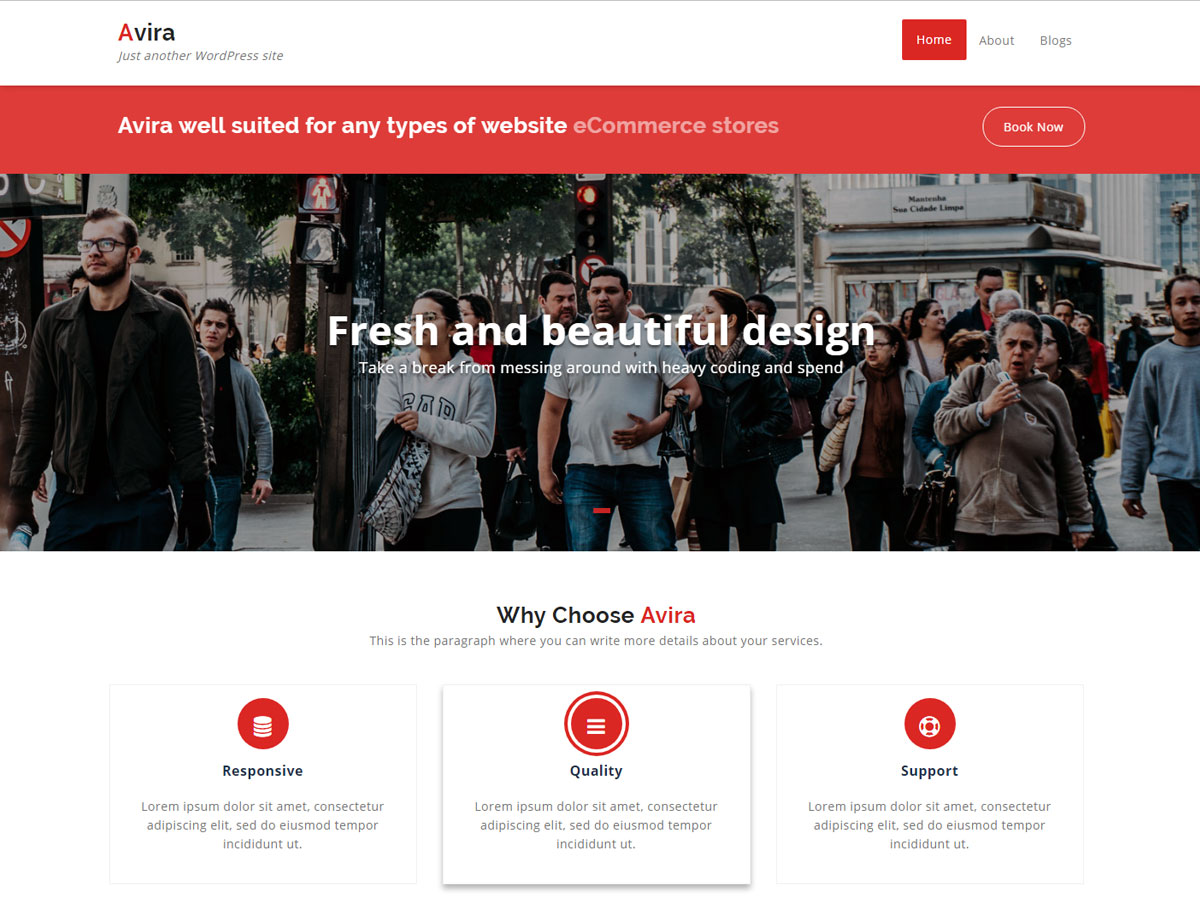 Avira
Just another WordPress site
Home
About
Blogs
Avira well suited for any types of website eCommerce stores
Book Now
Mantenha
Sua Cidade Limpa
Fresh and beautiful design
Take a break from messing around with heavy coding and spend
GAP
Why Choose Avira
This is the paragraph where you can write more details about your services.
Responsive
Lorem ipsum dolor sit amet, consectetur
adipiscing elit, sed do eiusmod tempor
incididunt ut.
Quality
Lorem ipsum dolor sit amet, consectetur
adipiscing elit, sed do eiusmod tempor
incididunt ut.
Support
Lorem ipsum dolor sit amet, consectetur
adipiscing elit, sed do eiusmod tempor
incididunt ut.